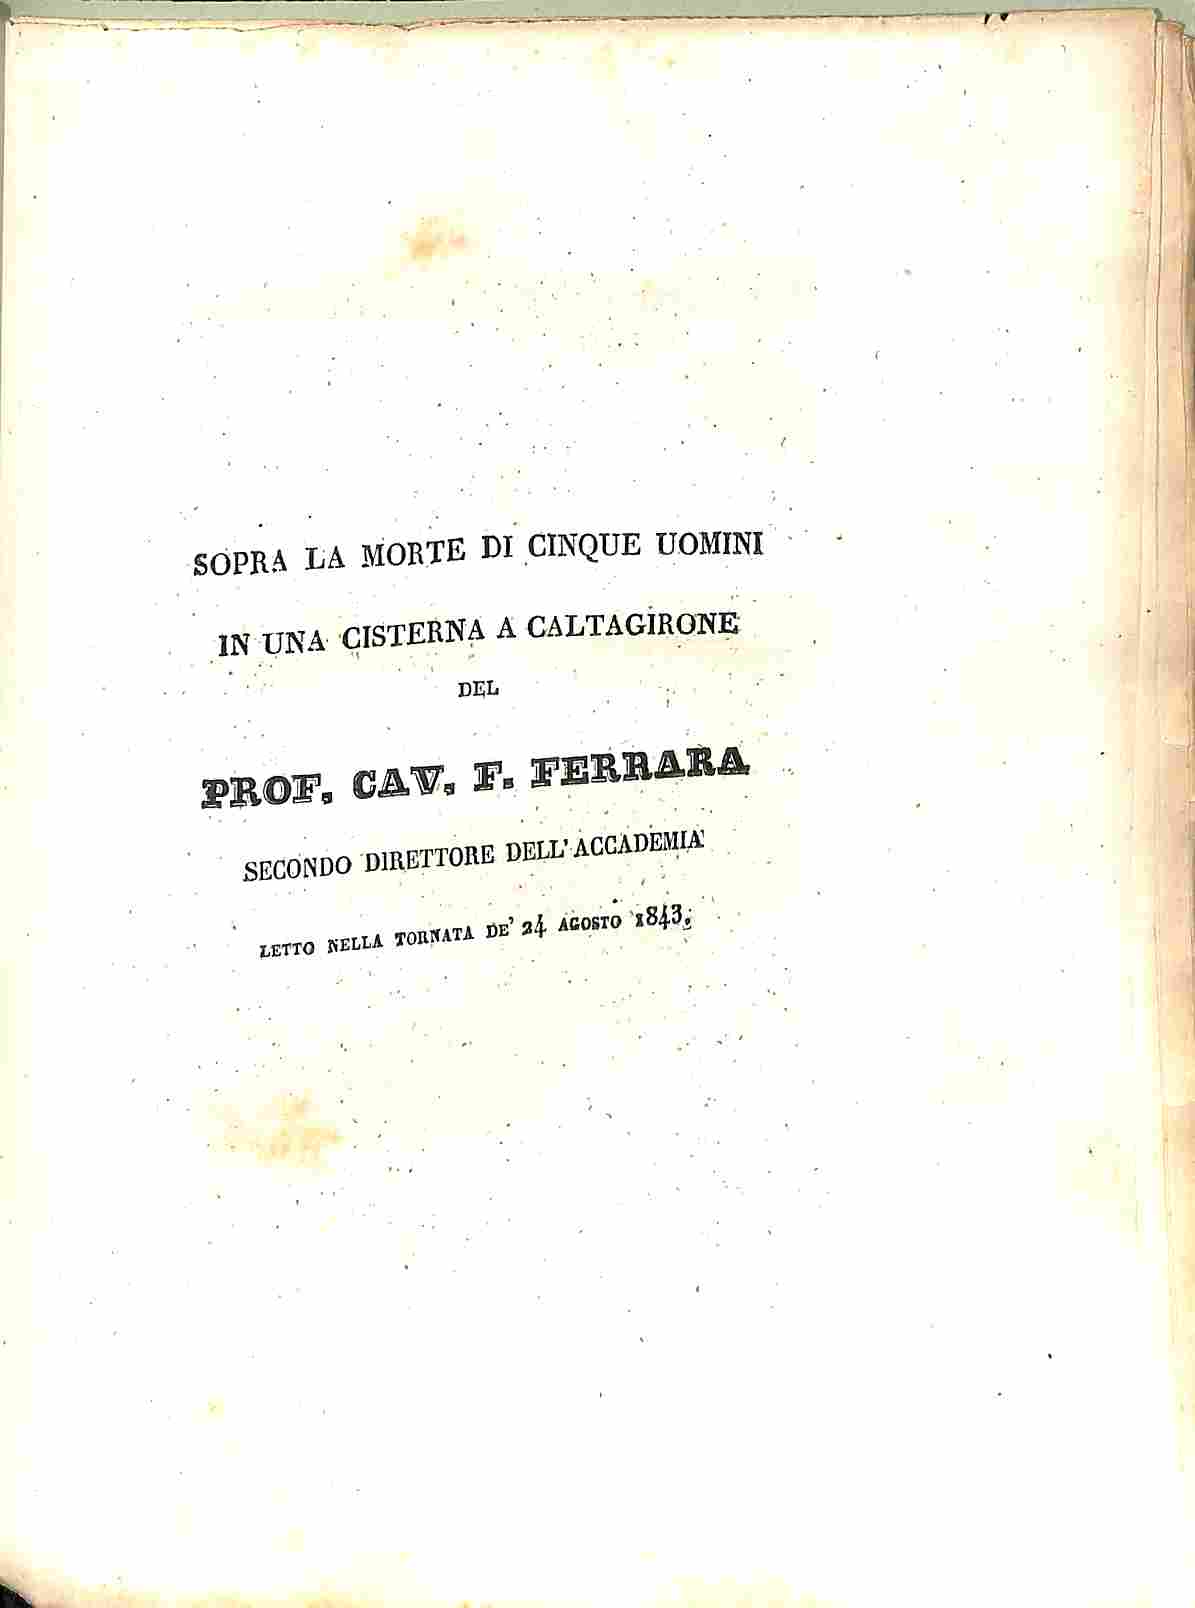 SOPRA LA MORTE DI CINQUE UOMINI
IN UNA CISTERNA A CALTAGIRONE
DEL
PROF. CAV. F. FERRARA
SECONDO DIRETTORE DELL' ACCADEMIA
LETTO NELLA TORNATA DE' 24 AGOSTO 1843.